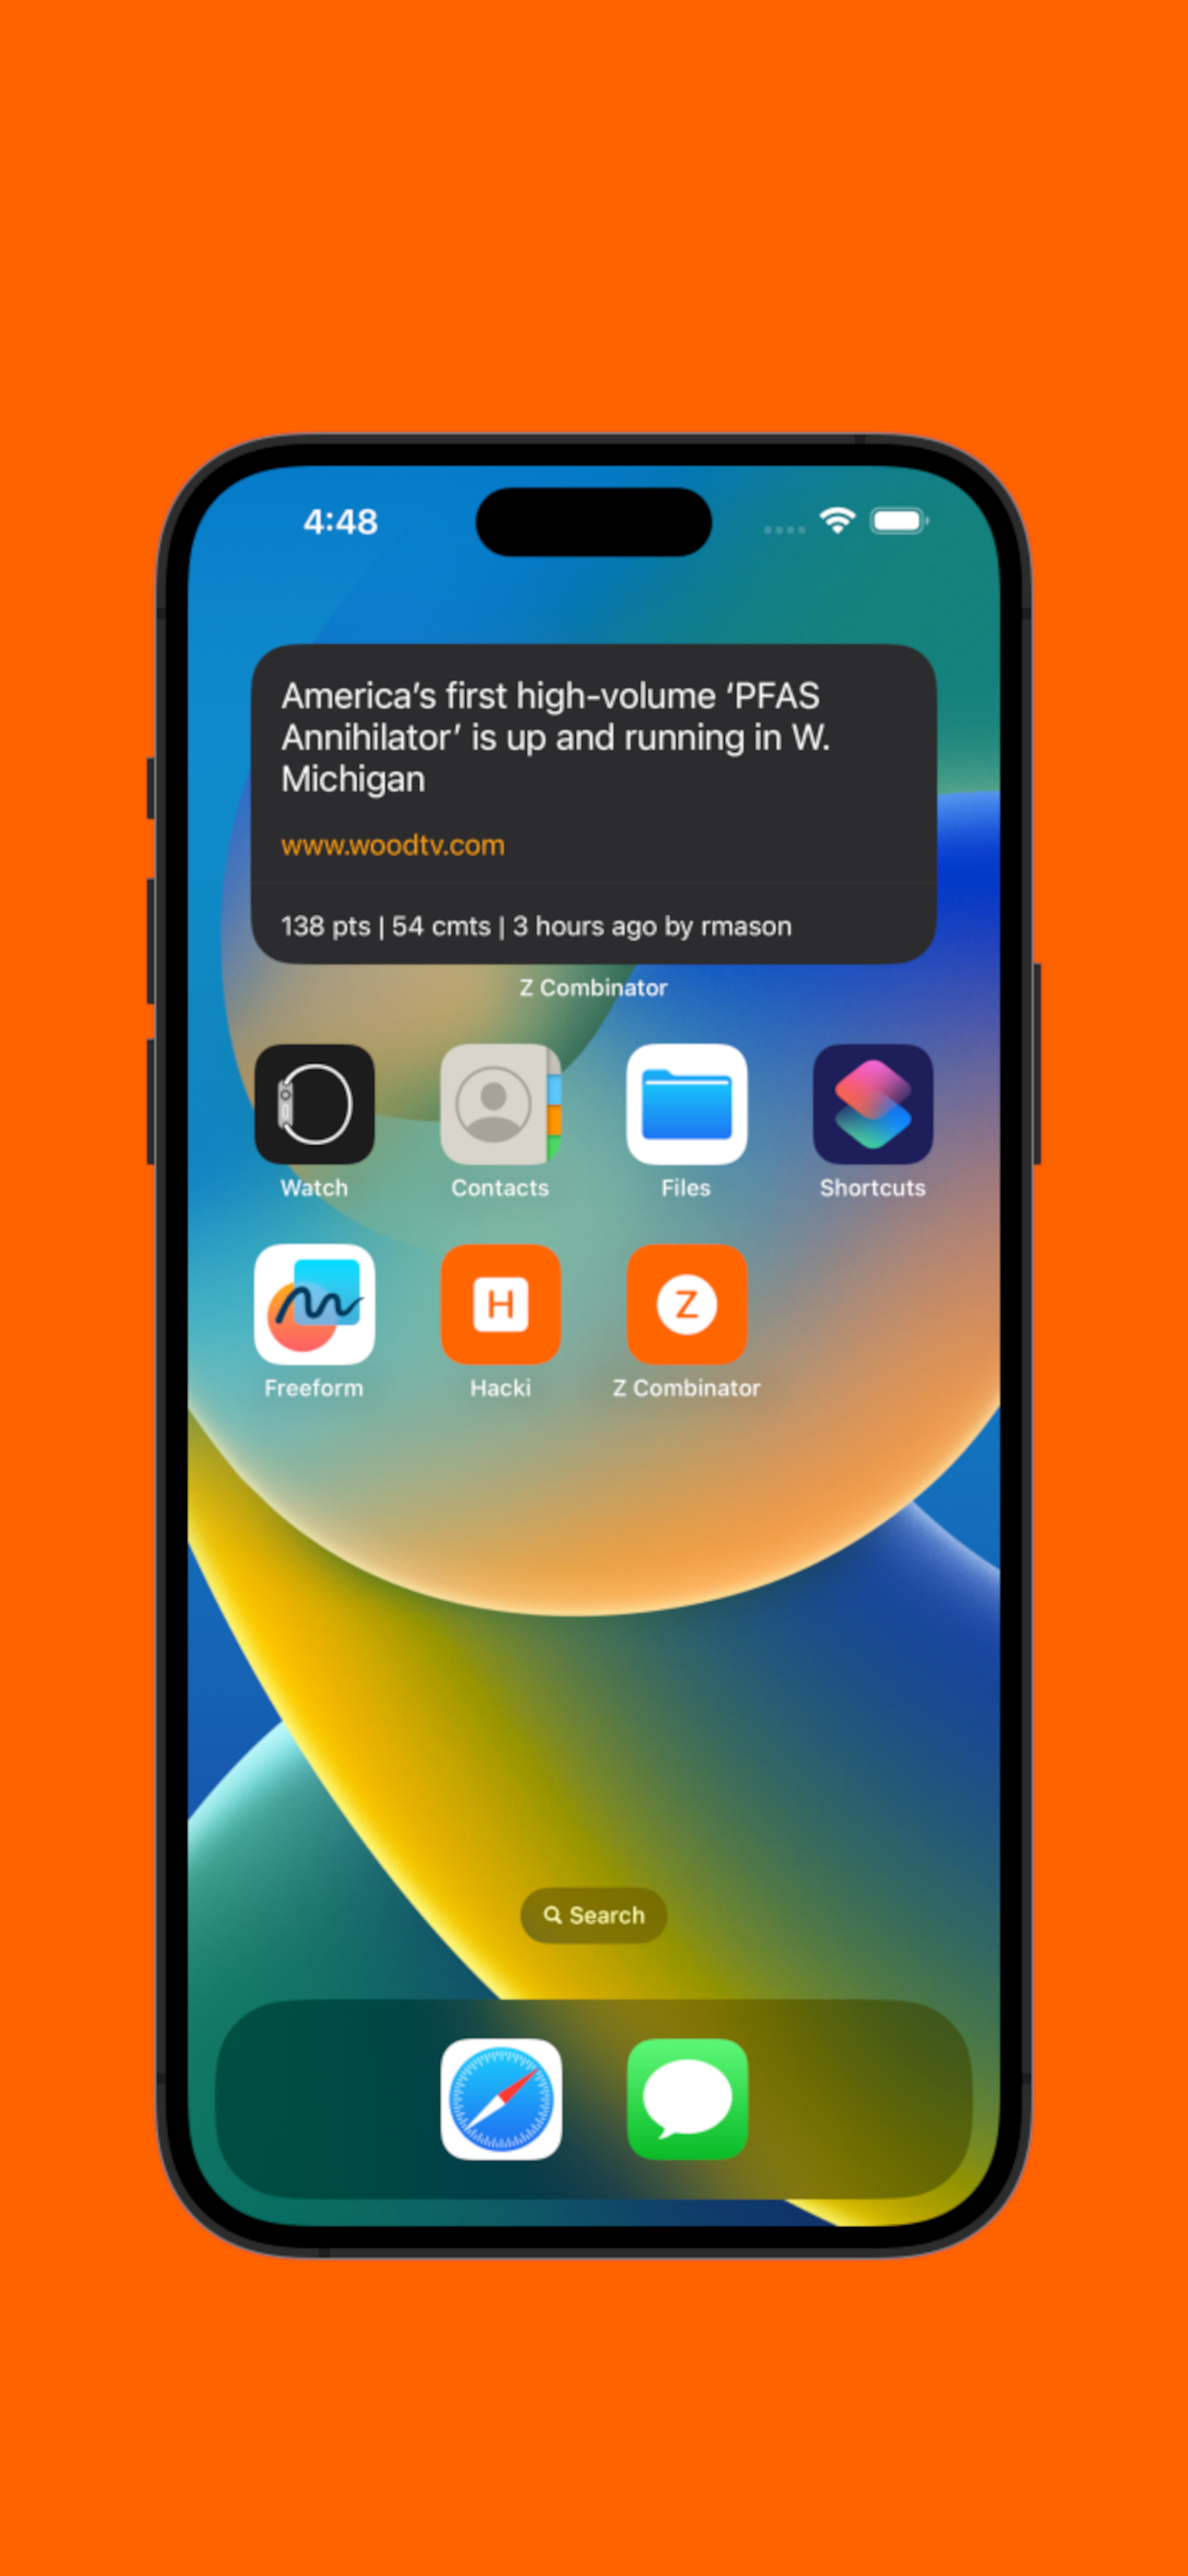 4:48
America’s first high-volume ‘PFAS
Annihilator’ is up and running in W.
Michigan
www.woodtv.com
138 pts | 54 cmts | 3 hours ago by rmason
Z Combinator
Watch
Contacts
Files
Shortcuts
H
Z
Freeform
Hacki
Z Combinator
Search